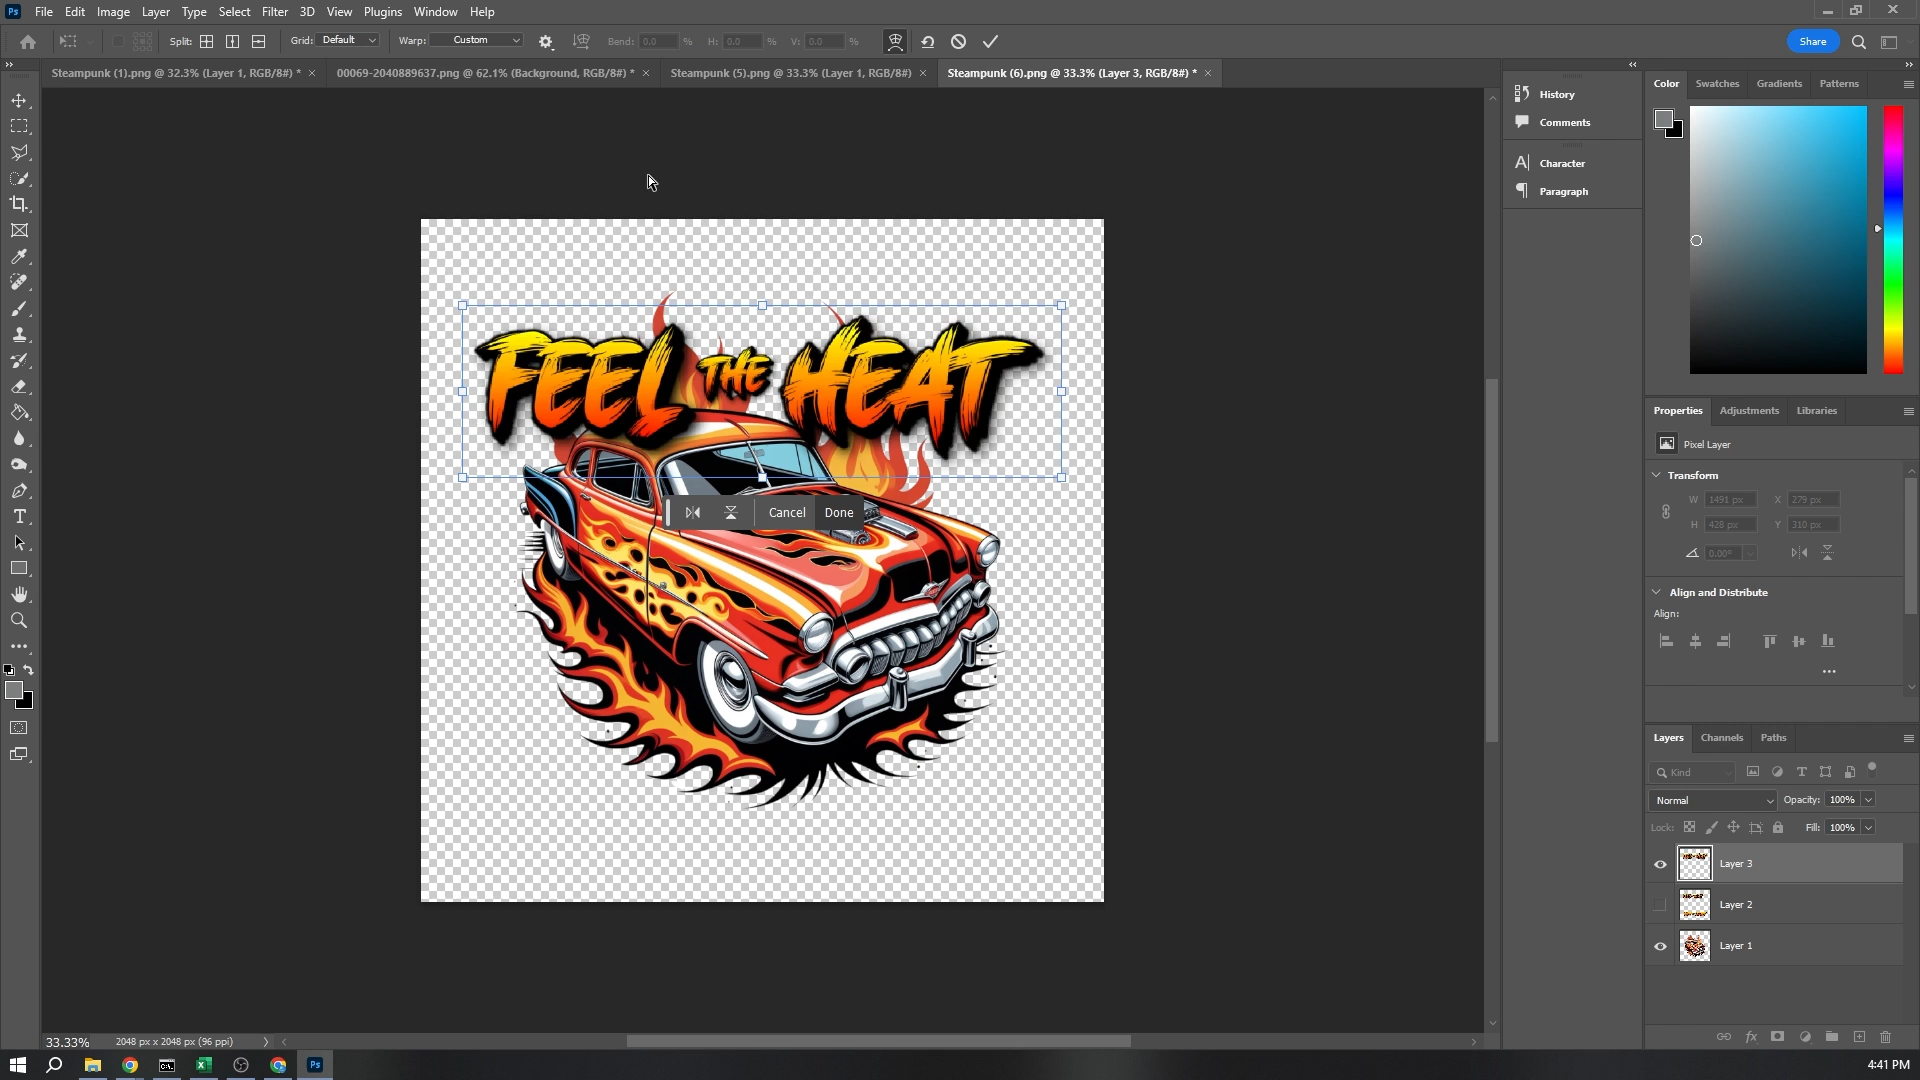 Ps File Edit Image Layer Type Select Filter 3D View Plugins Window Help
Split: Grid: Default Warp: Custom Bend: 0.0 % H: 0.0 % V: 0.0 % Share
Steampunk (1).png @ 32.3% (Layer 1, RGB/8#) * × 00069-2040889637.png @ 62.1% (Background, RGB/8#) * × Steampunk (5).png @ 33.3% (Layer 1, RGB/8#) × Steampunk (6).png @ 33.3% (Layer 3, RGB/8#) * ×
History
Comments
Character
Paragraph
Color Swatches Gradients Patterns
FEEL THE HEAT
Cancel Done
Properties Adjustments Libraries
Pixel Layer
Transform
W 1491 px X 279 px
H 428 px Y 310 px
0.00°
Align and Distribute
Align:
Layers Channels Paths
Kind
Normal Opacity: 100%
Lock: Fill: 100%
Layer 3
Layer 2
Layer 1
fx
33.33% 2048 px x 2048 px (96 ppi)
Ps
4:41 PM